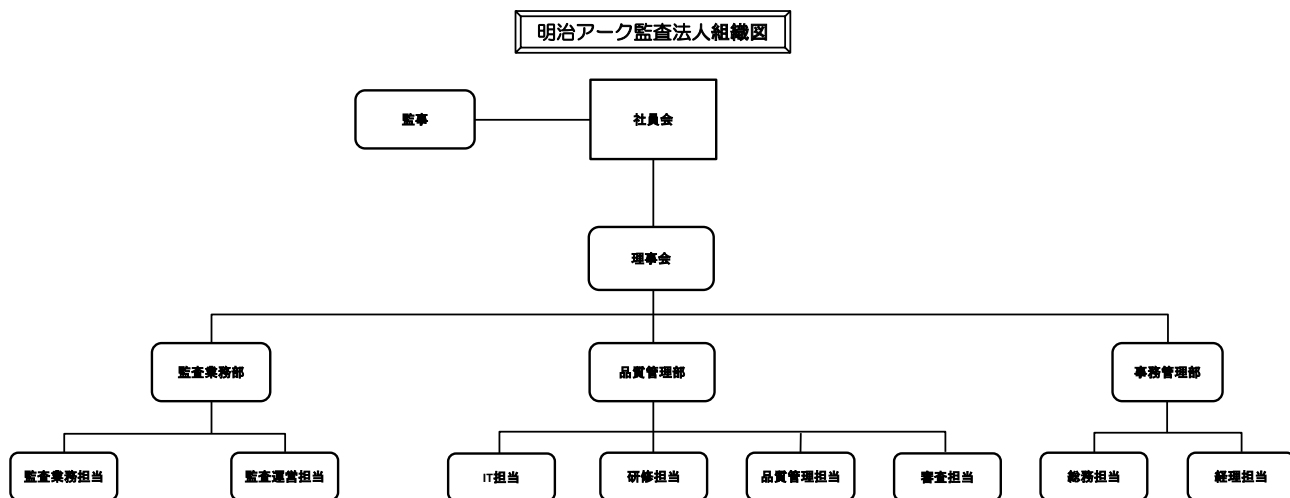 明治アーク監査法人組織図
監事
社員会
理事会
監査業務部
品質管理部
事務管理部
監査業務担当
監査運営担当
IT担当
研修担当
品質管理担当
審査担当
総務担当
経理担当